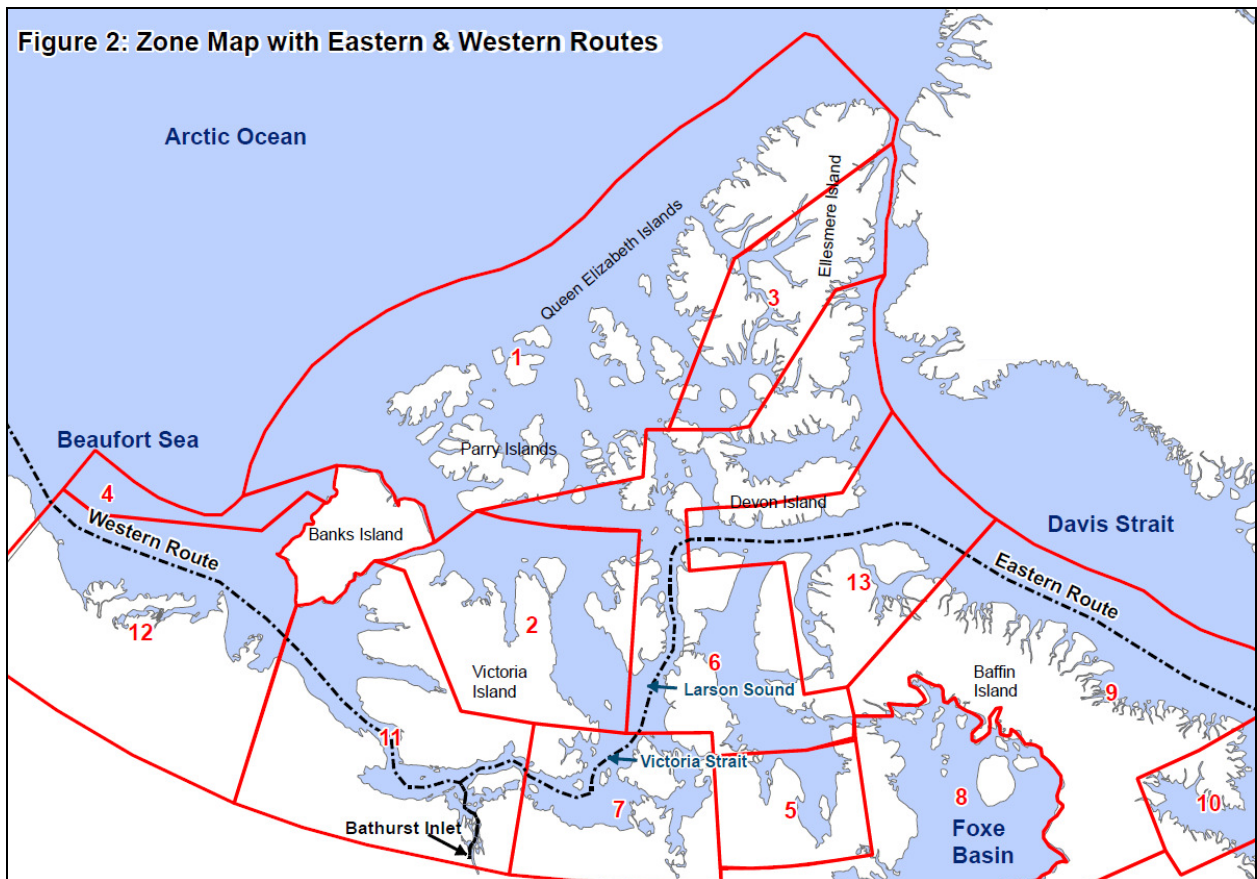 Figure 2: Zone Map with Eastern & Western Routes
Arctic Ocean
Queen Elizabeth Islands
Ellesmere Island
3
1
Beaufort Sea
Parry Islands
4
Western Route
Devon Island
Banks Island
Davis Strait
Eastern Route
13
12
2
6
Victoria
Island
Larson Sound
Baffin
Island
9
11
Victoria Strait
7
5
8
10
Bathurst Inlet
Foxe
Basin